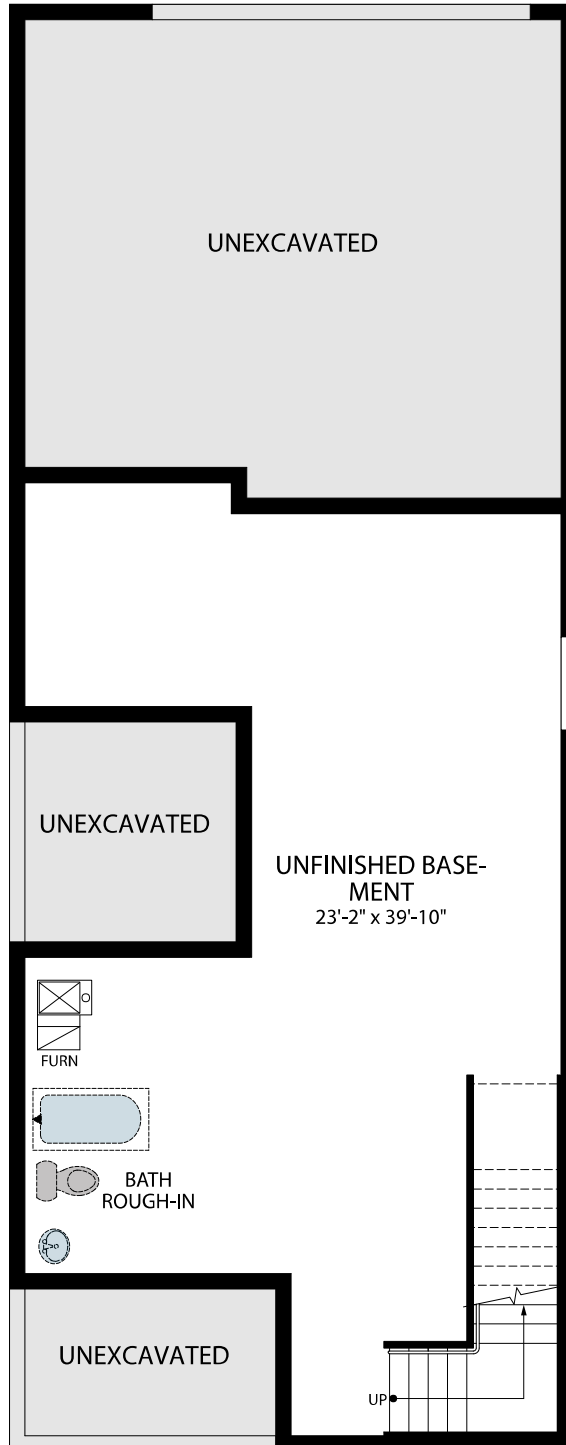 UNEXCAVATED
UNEXCAVATED
UNFINISHED BASE-
MENT
23'-2" x 39'-10"
FURN
BATH
ROUGH-IN
UNEXCAVATED
UP